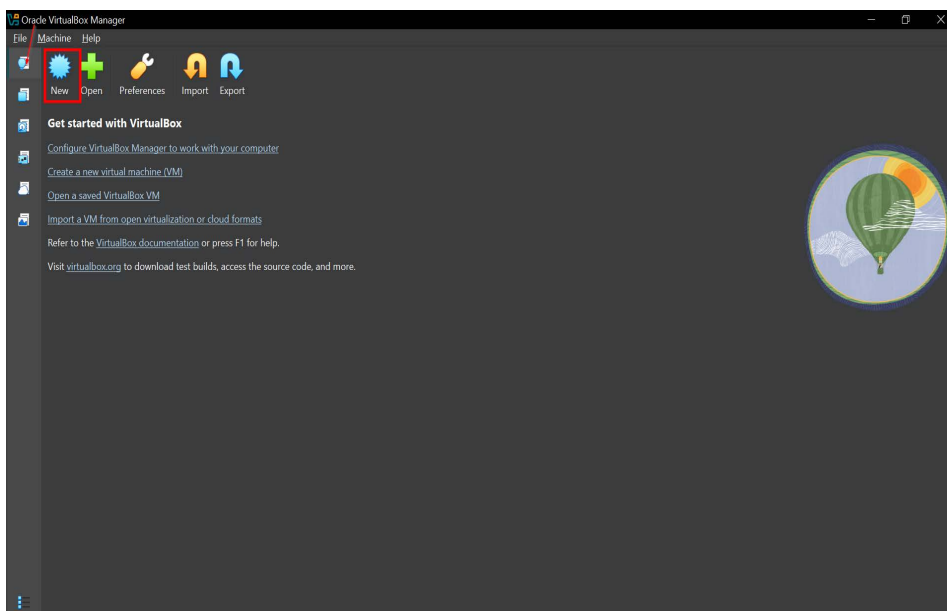 Oracle VirtualBox Manager
File Machine Help
New Open Preferences Import Export
Get started with VirtualBox
Configure VirtualBox Manager to work with your computer
Create a new virtual machine (VM)
Open a saved VirtualBox VM
Import a VM from open virtualization or cloud formats
Refer to the VirtualBox documentation or press F1 for help.
Visit virtualbox.org to download test builds, access the source code, and more.